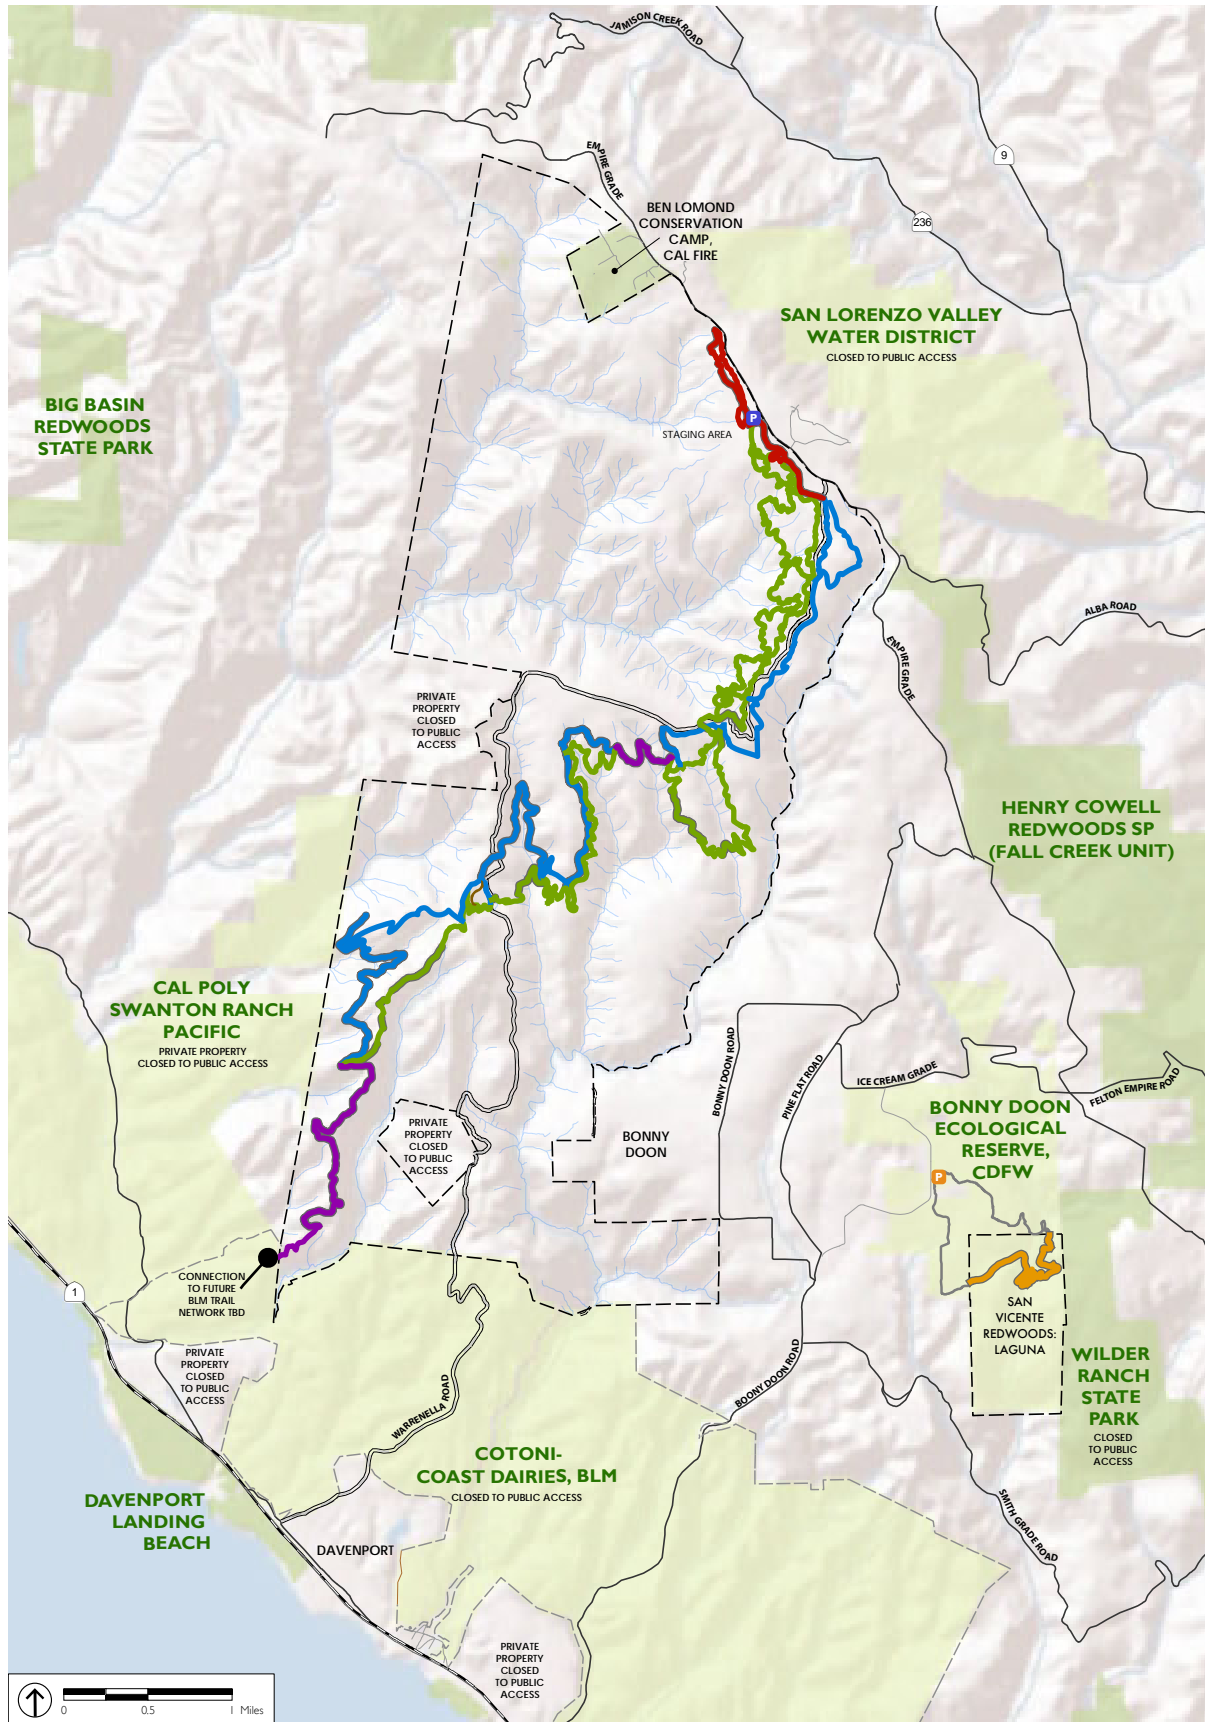 JAMISON CREEK ROAD
9
EMPIRE GRADE
236
BEN LOMOND
CONSERVATION
CAMP,
CAL FIRE
SAN LORENZO VALLEY
WATER DISTRICT
CLOSED TO PUBLIC ACCESS
BIG BASIN
REDWOODS
STATE PARK
P
STAGING AREA
ALBA ROAD
EMPIRE GRADE
PRIVATE
PROPERTY
CLOSED
TO PUBLIC
ACCESS
HENRY COWELL
REDWOODS SP
(FALL CREEK UNIT)
CAL POLY
SWANTON RANCH
PACIFIC
PRIVATE PROPERTY
CLOSED TO PUBLIC ACCESS
BONNY DOON ROAD
PINE FLAT ROAD
ICE CREAM GRADE
FELTON EMPIRE ROAD
BONNY DOON
ECOLOGICAL
RESERVE,
CDFW
PRIVATE
PROPERTY
CLOSED
TO PUBLIC
ACCESS
BONNY
DOON
P
CONNECTION
TO FUTURE
BLM TRAIL
NETWORK TBD
1
SAN
VICENTE
REDWOODS:
LAGUNA
PRIVATE
PROPERTY
CLOSED
TO PUBLIC
ACCESS
WILDER
RANCH
STATE
PARK
CLOSED
TO PUBLIC
ACCESS
BOONY DOON ROAD
WARRENELLA ROAD
COTONI-
COAST DAIRIES, BLM
CLOSED TO PUBLIC ACCESS
DAVENPORT
LANDING
BEACH
SMITH GRADE ROAD
DAVENPORT
PRIVATE
PROPERTY
CLOSED
TO PUBLIC
ACCESS
0 0.5 1 Miles